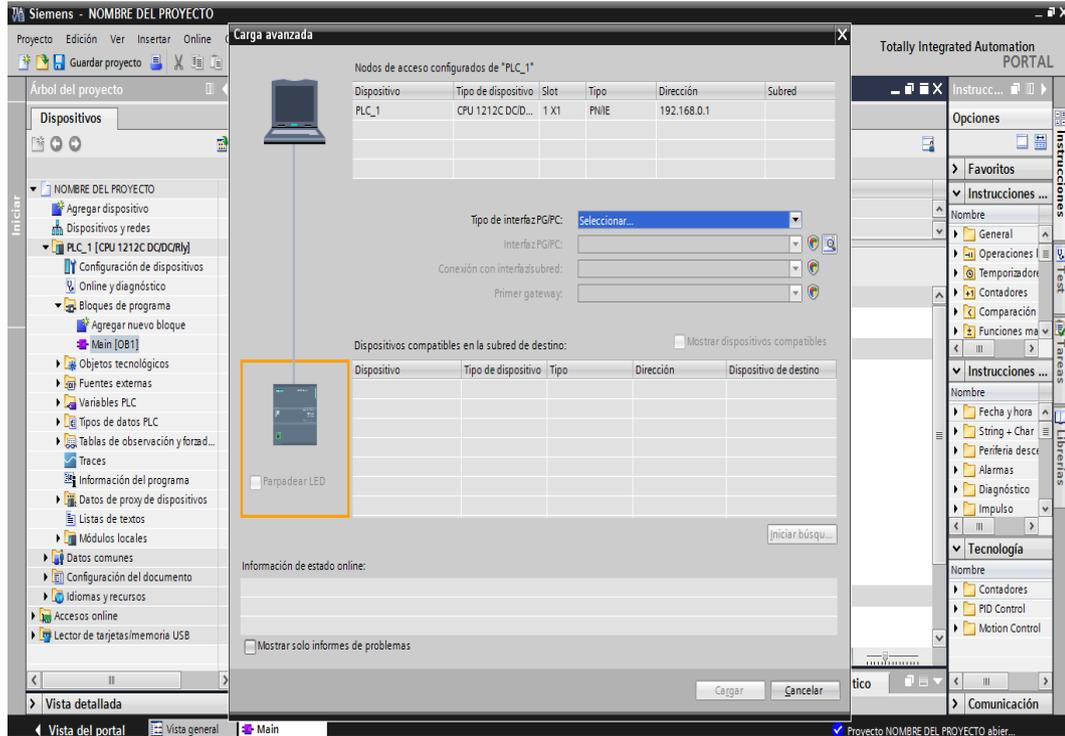 Siemens - NOMBRE DEL PROYECTO
Proyecto Edición Ver Insertar Online
Guardar proyecto
Totally Integrated Automation
PORTAL
Árbol del proyecto
Dispositivos
Iniciar
NOMBRE DEL PROYECTO
Agregar dispositivo
Dispositivos y redes
PLC_1 [CPU 1212C DC/DC/Rly]
Configuración de dispositivos
Online y diagnóstico
Bloques de programa
Agregar nuevo bloque
Main [OB1]
Objetos tecnológicos
Fuentes externas
Variables PLC
Tipos de datos PLC
Tablas de observación y forzad...
Traces
Información del programa
Datos de proxy de dispositivos
Listas de textos
Módulos locales
Datos comunes
Configuración del documento
Idiomas y recursos
Accesos online
Lector de tarjetas/memoria USB
Vista detallada
Carga avanzada
Nodos de acceso configurados de "PLC_1"
Dispositivo Tipo de dispositivo Slot Tipo Dirección Subred
PLC_1 CPU 1212C DC/D... 1 X1 PN/IE 192.168.0.1
Tipo de interfaz PG/PC: Seleccionar...
Interfaz PG/PC:
Conexión con interfaz/subred:
Primer gateway:
Dispositivos compatibles en la subred de destino:
Mostrar dispositivos compatibles
Dispositivo Tipo de dispositivo Tipo Dirección Dispositivo de destino
Parpadear LED
Iniciar búsqu...
Información de estado online:
Mostrar solo informes de problemas
Cargar Cancelar
tico
Instrucc...
Opciones
Favoritos
Instrucciones ...
Nombre
General
Operaciones l
Temporizadore
Contadores
Comparación
Funciones ma
Instrucciones ...
Nombre
Fecha y hora
String + Char
Periferia desce
Alarmas
Diagnóstico
Impulso
Tecnología
Nombre
Contadores
PID Control
Motion Control
Comunicación
Instrucciones
Test
Tareas
Librerías
Vista del portal Vista general Main
Proyecto NOMBRE DEL PROYECTO abier...